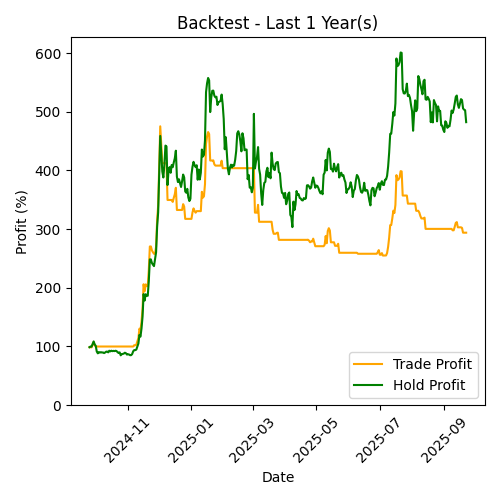 Backtest - Last 1 Year(s)
Profit (%)
600
500
400
300
200
100
0
2024-11
2025-01
2025-03
2025-05
2025-07
2025-09
Date
Trade Profit
Hold Profit